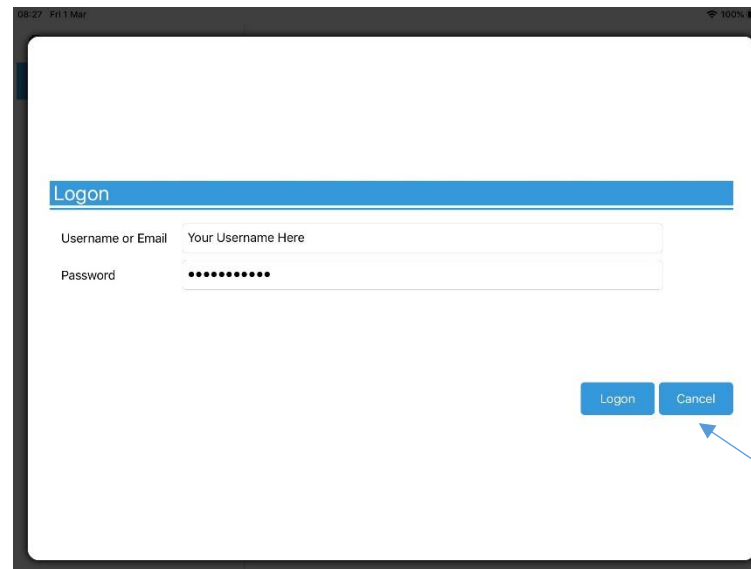 08:27 Fri 1 Mar 100%
Logon
Username or Email Your Username Here
Password •••••••••••
Logon Cancel